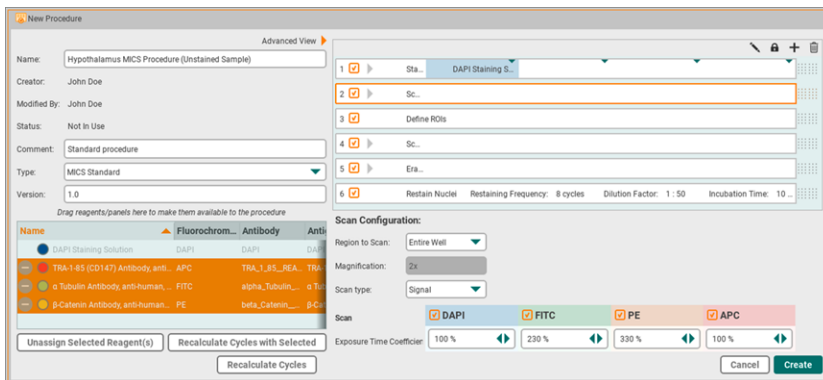 New Procedure
Advanced View
Name: Hypothalamus MICS Procedure (Unstained Sample)
Creator: John Doe
Modified By: John Doe
Status: Not In Use
Comment: Standard procedure
Type: MICS Standard
Version: 1.0
Drag reagents/panels here to make them available to the procedure
Name Fluorochrom... Antibody Anti
DAPI Staining Solution DAPI DAPI DAPI
TRA-1-85 (CD147) Antibody, anti... APC TRA_1_85_REA... TRA-
α Tubulin Antibody, anti-human, ... FITC alpha_Tubulin_... α Tub
β-Catenin Antibody, anti-human... PE beta_Catenin_... β-Cat
Unassign Selected Reagent(s) Recalculate Cycles with Selected
Recalculate Cycles
1 Sta... DAPI Staining S...
2 Sc...
3 Define ROIs
4 Sc...
5 Era...
6 Restain Nuclei Restaining Frequency: 8 cycles Dilution Factor: 1 : 50 Incubation Time: 10 ...
Scan Configuration:
Region to Scan: Entire Well
Magnification: 2x
Scan type: Signal
Scan DAPI FITC PE APC
Exposure Time Coefficien 100 % 230 % 330 % 100 %
Cancel Create